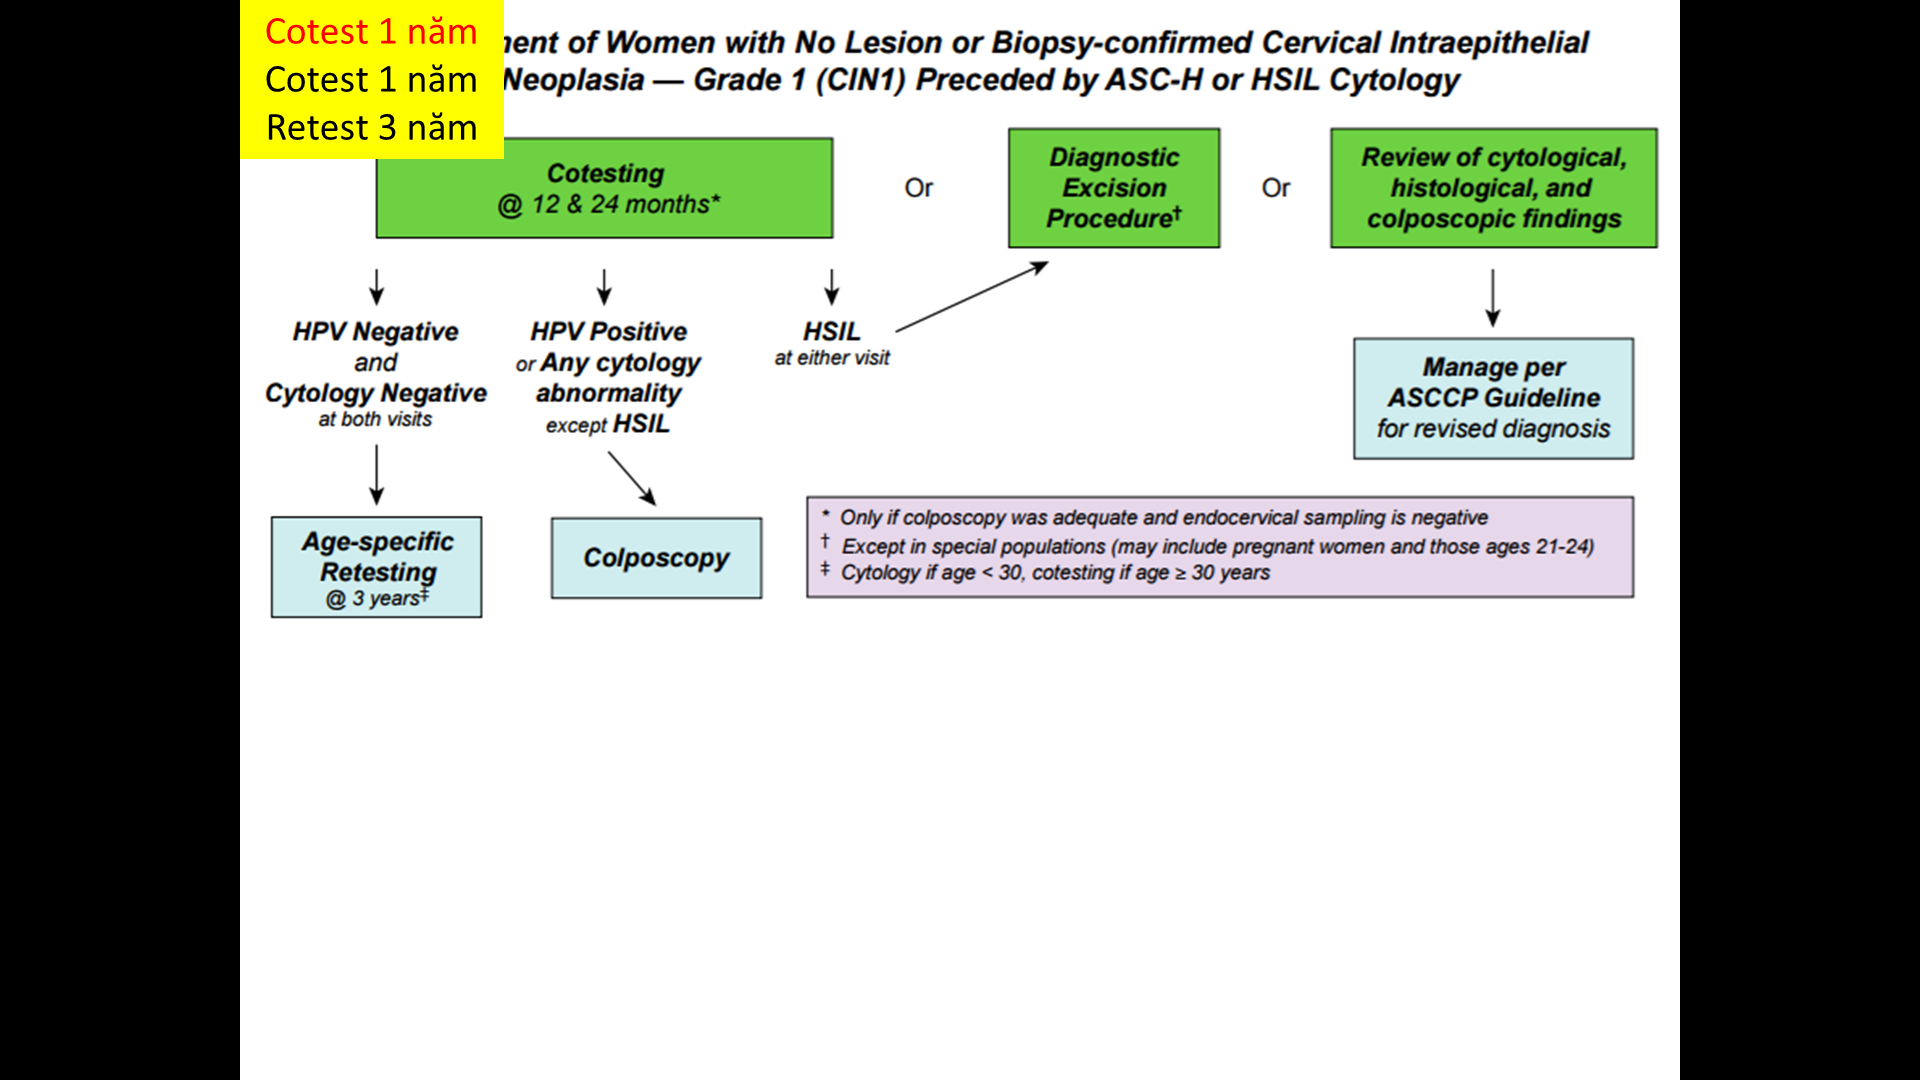 Cotest 1 năm
Cotest 1 năm
Retest 3 năm
ent of Women with No Lesion or Biopsy-confirmed Cervical Intraepithelial
Neoplasia — Grade 1 (CIN1) Preceded by ASC-H or HSIL Cytology
Cotesting
@ 12 & 24 months*
Or
Diagnostic
Excision
Procedure†
Or
Review of cytological,
histological, and
colposcopic findings
HPV Negative
and
Cytology Negative
at both visits
HPV Positive
or Any cytology
abnormality
except HSIL
HSIL
at either visit
Manage per
ASCCP Guideline
for revised diagnosis
Age-specific
Retesting
@ 3 years‡
Colposcopy
* Only if colposcopy was adequate and endocervical sampling is negative
† Except in special populations (may include pregnant women and those ages 21-24)
‡ Cytology if age < 30, cotesting if age ≥ 30 years